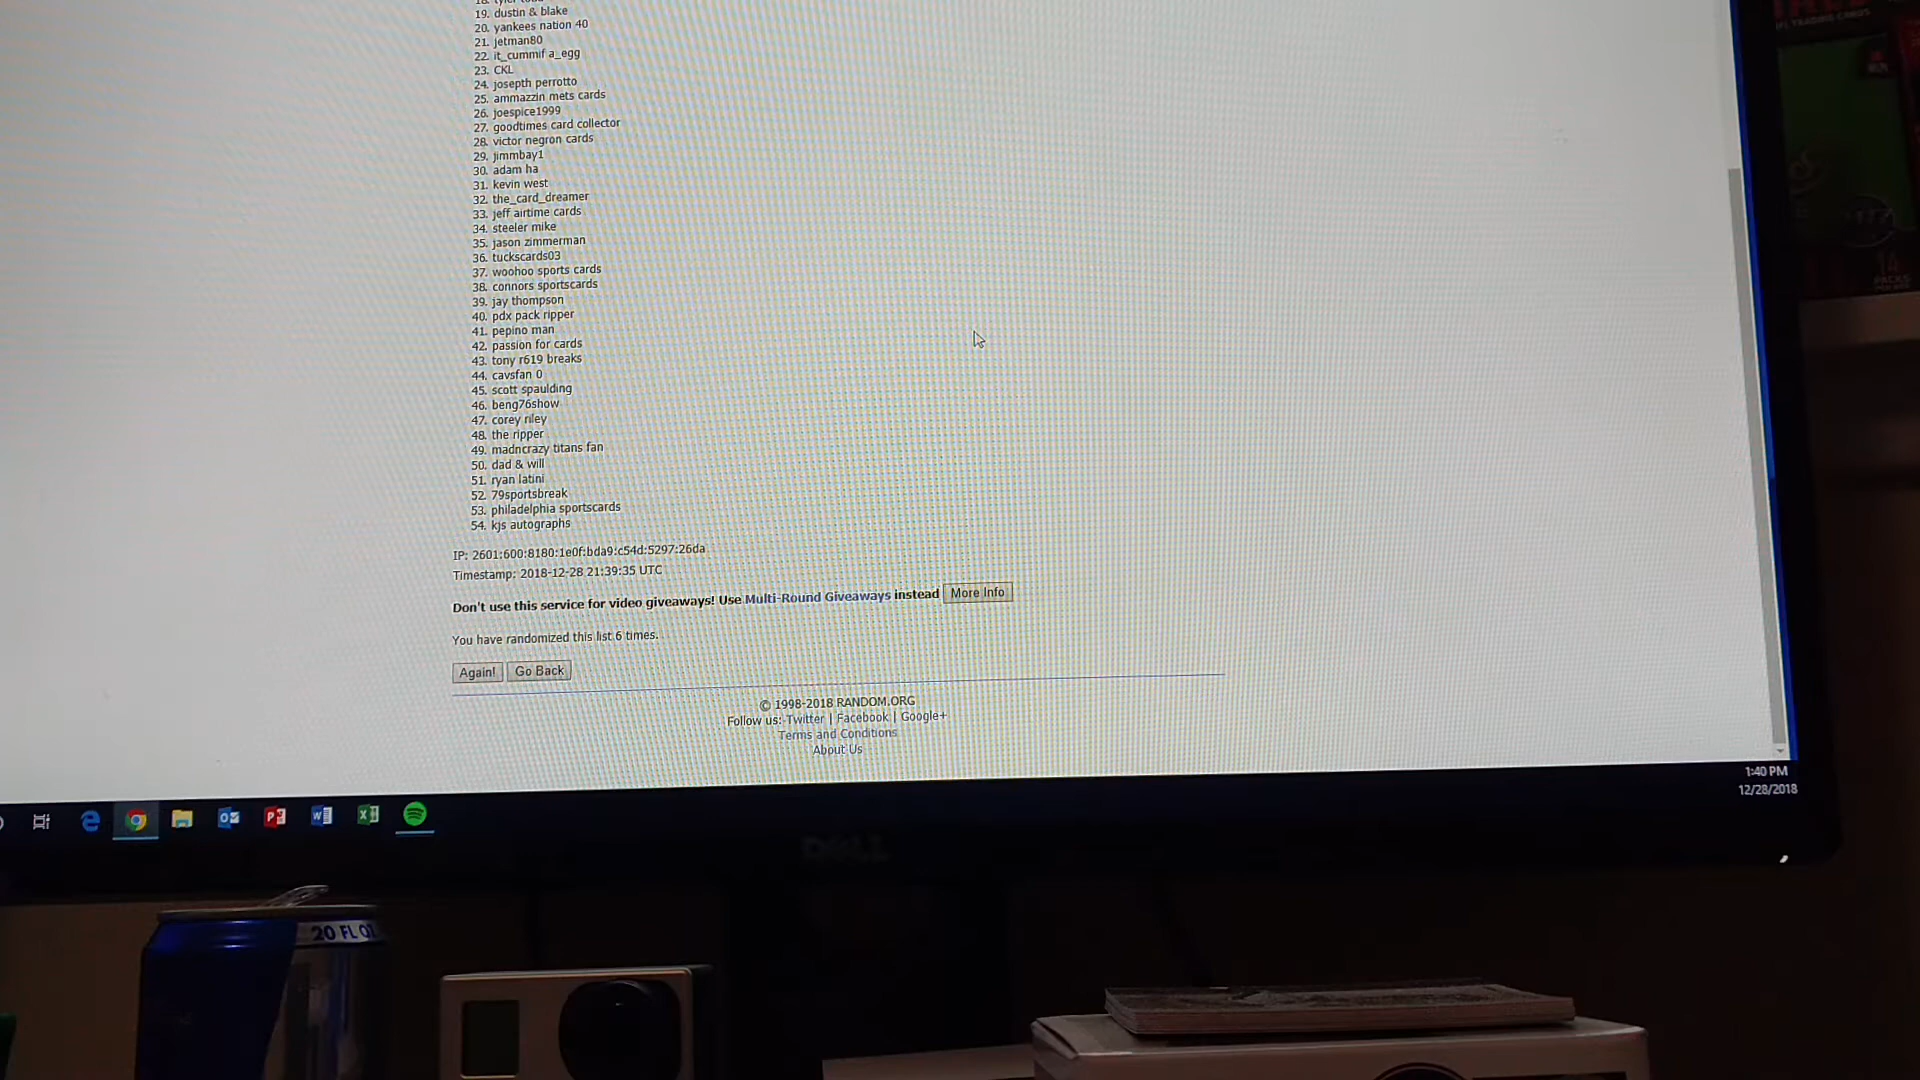 19. dustin & blake
20. yankees nation 40
21. jetman80
22. it_cummif a_egg
23. CKL
24. josepth perrotto
25. ammazzin mets cards
26. joespice1999
27. goodtimes card collector
28. victor negron cards
29. jimmbay1
30. adam ha
31. kevin west
32. the_card_dreamer
33. jeff airtime cards
34. steeler mike
35. jason zimmerman
36. tuckscards03
37. woohoo sports cards
38. connors sportscards
39. jay thompson
40. pdx pack ripper
41. pepino man
42. passion for cards
43. tony r619 breaks
44. cavsfan 0
45. scott spaulding
46. beng76show
47. corey riley
48. the ripper
49. madncrazy titans fan
50. dad & will
51. ryan latini
52. 79sportsbreak
53. philadelphia sportscards
54. kjs autographs
IP: 2601:600:8180:1e0f:bda9:c54d:5297:26da
Timestamp: 2018-12-28 21:39:35 UTC
Don't use this service for video giveaways! Use Multi-Round Giveaways instead More Info
You have randomized this list 6 times.
Again! Go Back
© 1998-2018 RANDOM.ORG
Follow us: Twitter | Facebook | Google+
Terms and Conditions
About Us
1:40 PM
12/28/2018
DELL
20 FL OZ
TRADING CARDS
14
PACKS